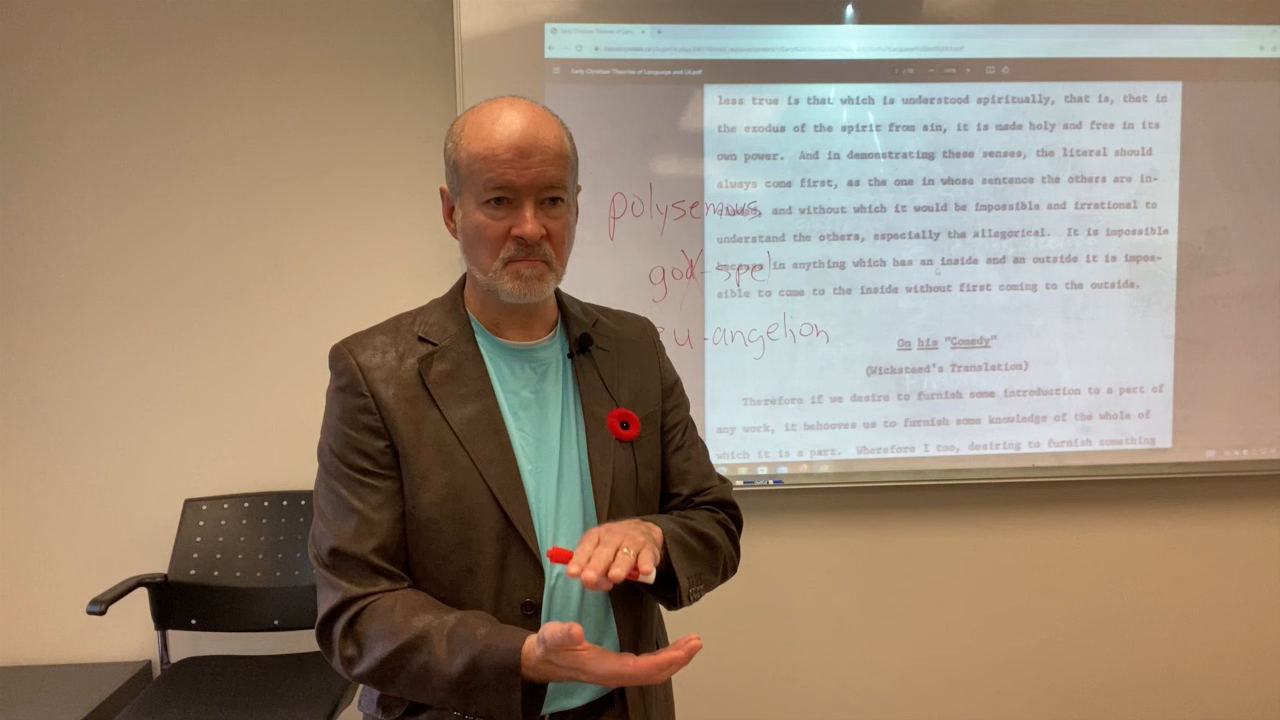 Early Christian Theories of Language and Lit.pdf
less true is that which is understood spiritually, that is, that in
the exodus of the spirit from sin, it is made holy and free in its
own power. And in demonstrating these senses, the literal should
always come first, as the one in whose sentence the others are in-
and without which it would be impossible and irrational to
understand the others, especially the allegorical. It is impossible
in anything which has an inside and an outside it is impos-
sible to come to the inside without first coming to the outside.
On his "Comedy"
(Wicksteed's Translation)
Therefore if we desire to furnish some introduction to a part of
any work, it behooves us to furnish some knowledge of the whole of
which it is a part. Wherefore I too, desiring to furnish something
polysemous
god-spel
eu-angelion